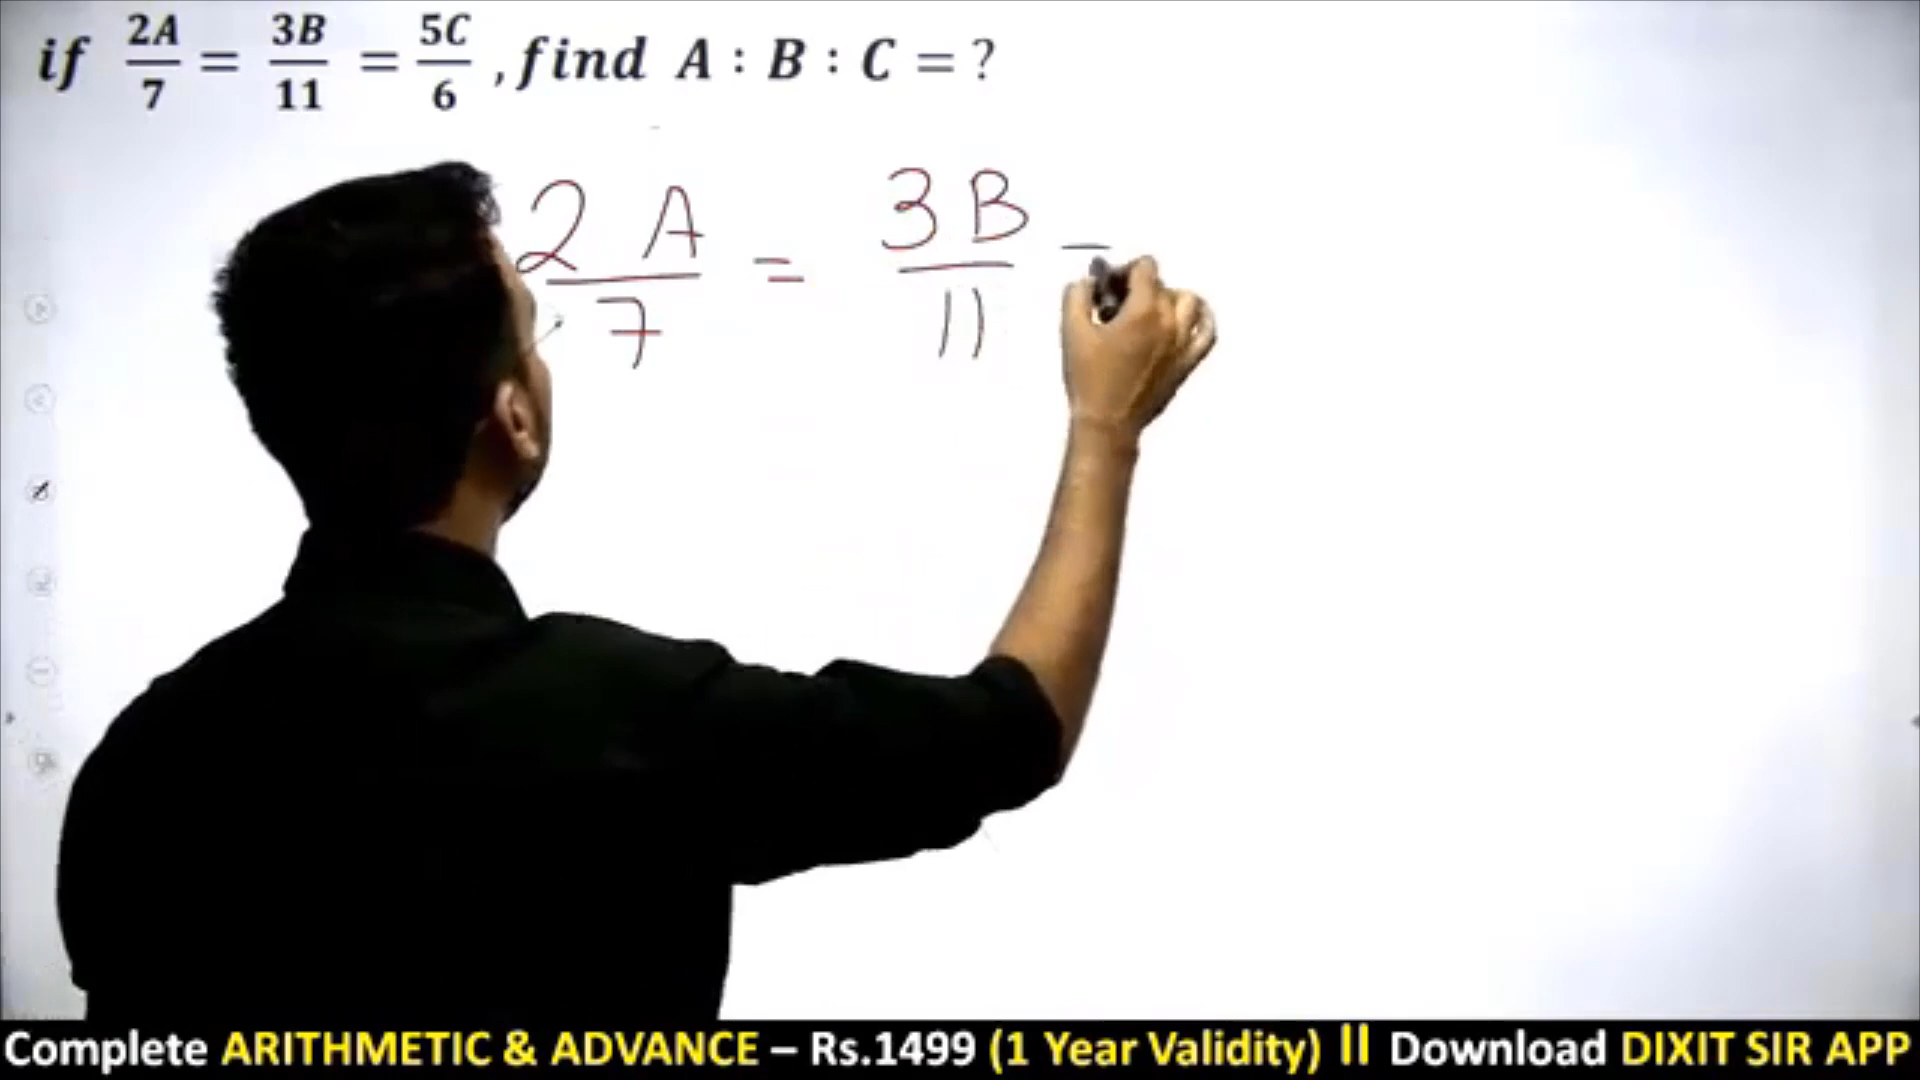 if 2A/7 = 3B/11 = 5C/6 , find A : B : C = ?
2A/7 = 3B/11 =
Complete ARITHMETIC & ADVANCE – Rs.1499 (1 Year Validity) || Download DIXIT SIR APP